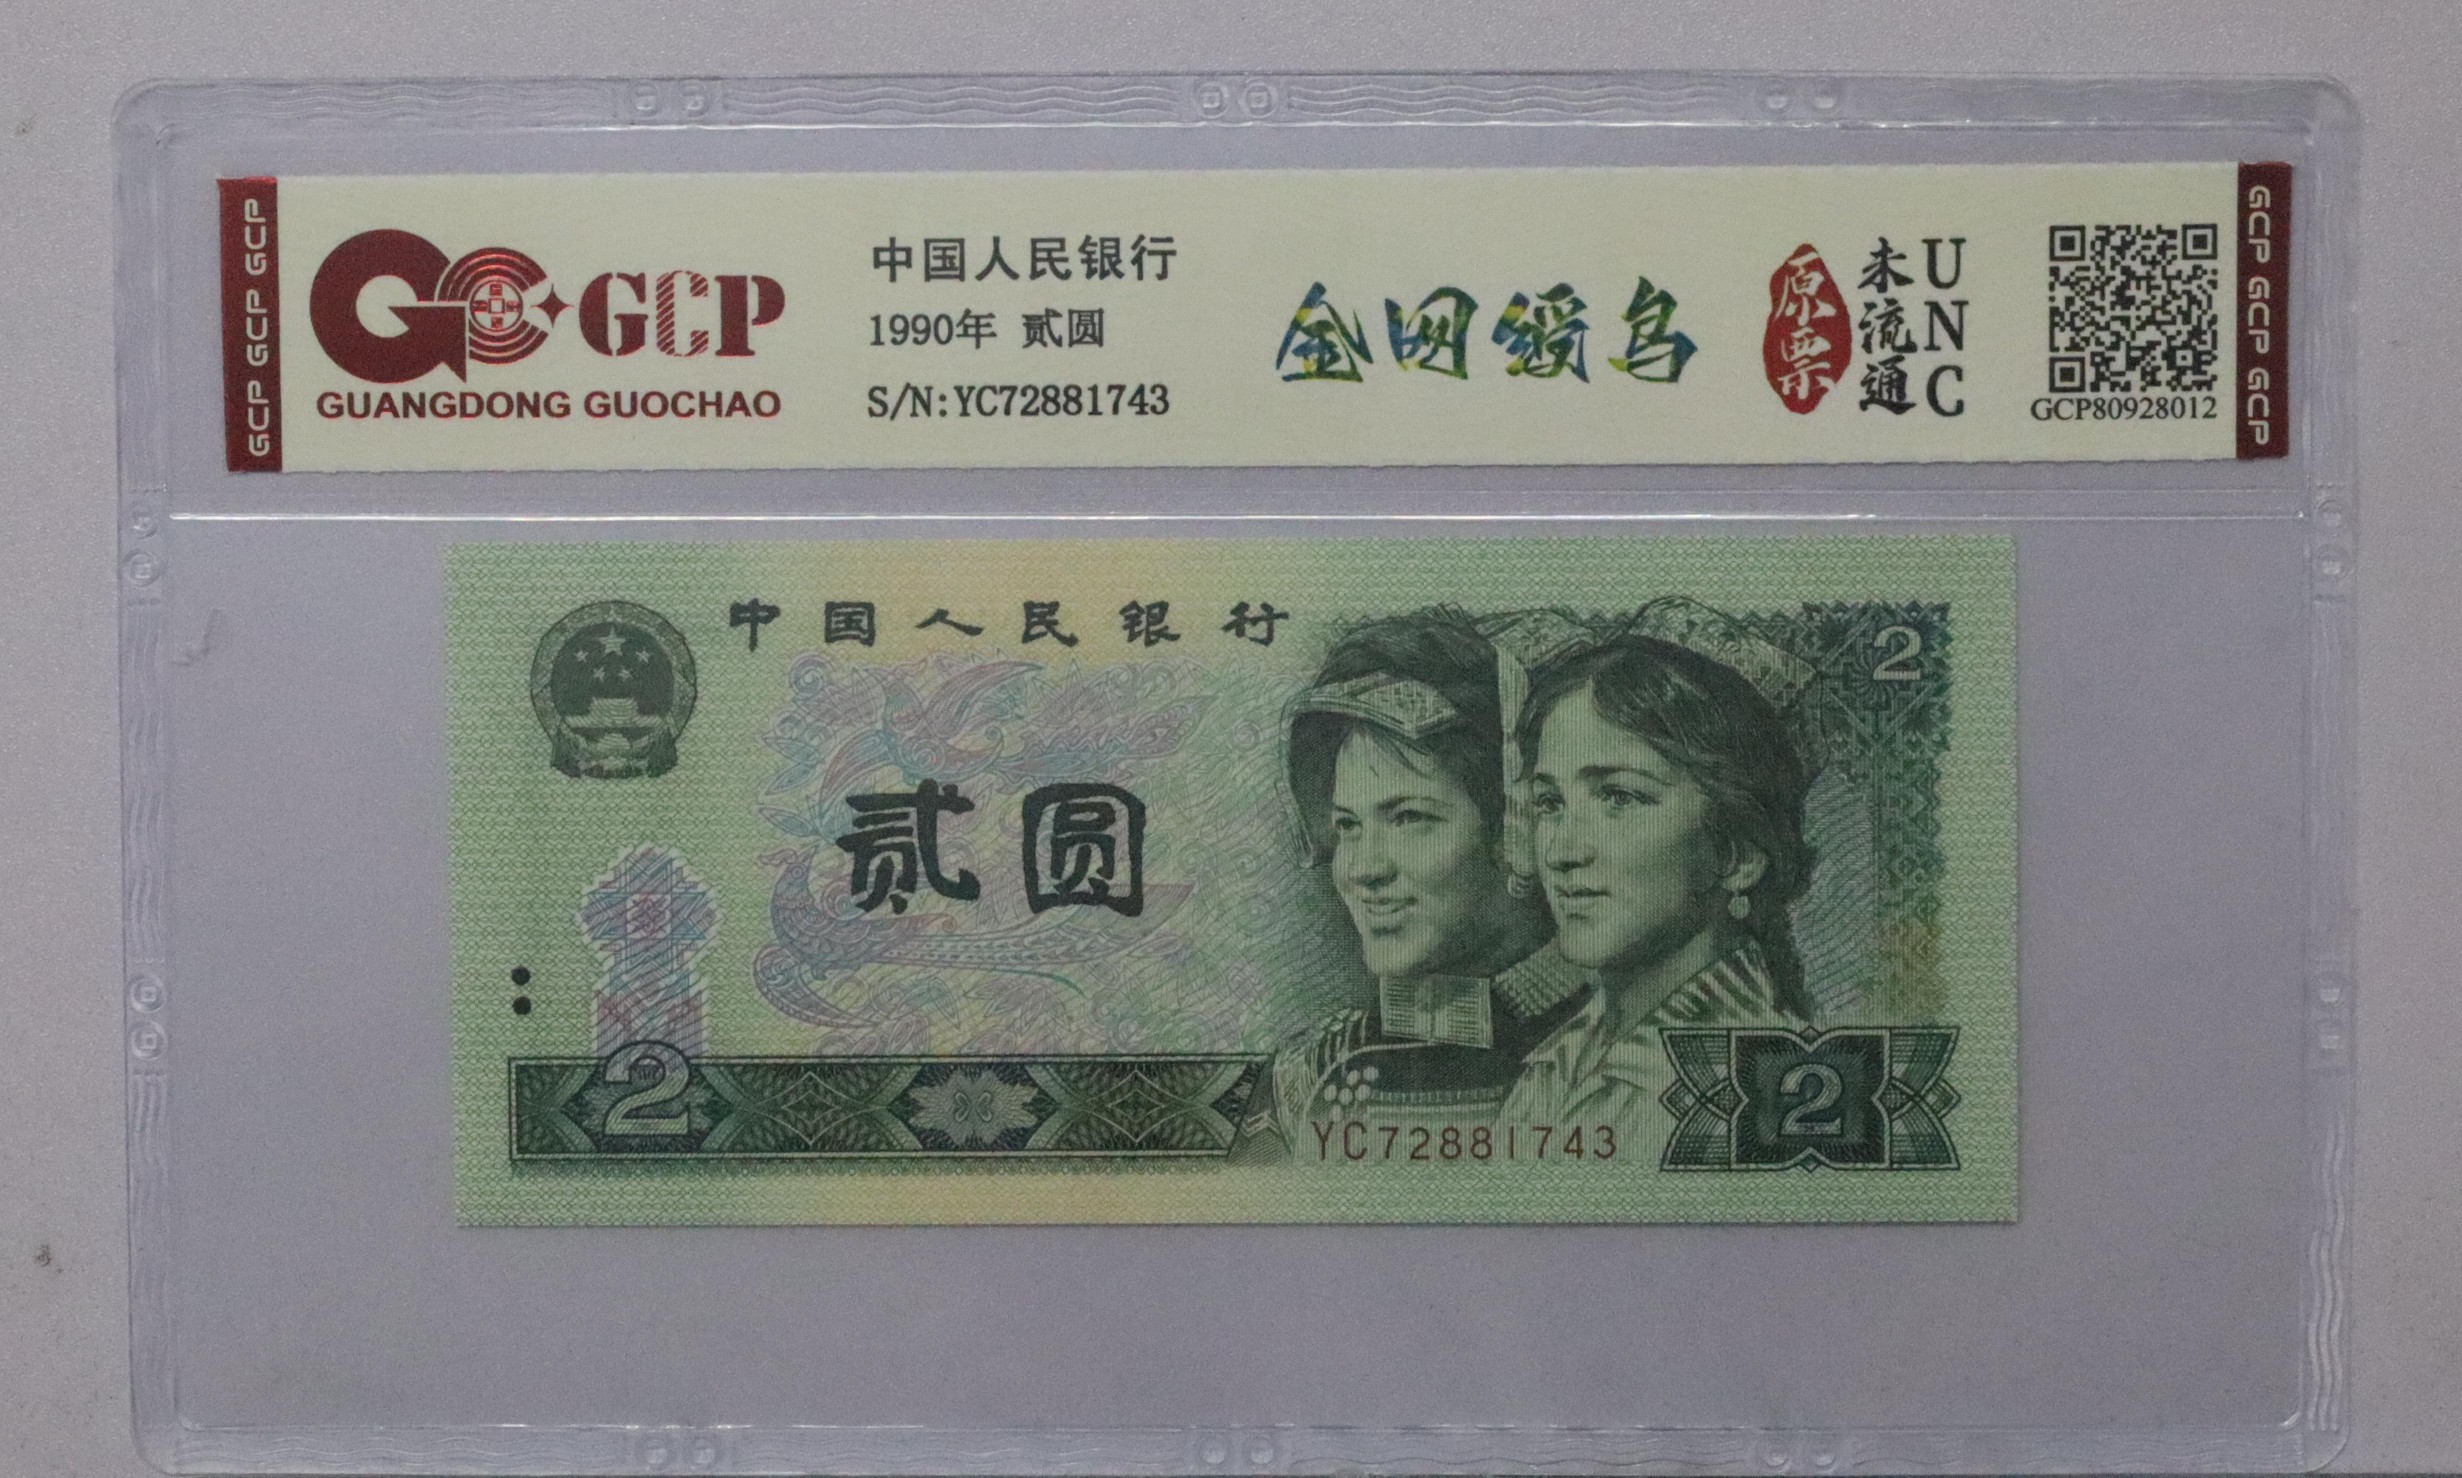 GCP GCP GCP
GCP
GUANGDONG GUOCHAO
中国人民银行
1990年 贰圆
S/N:YC72881743
金网绶鸟
原票
未流通
UNC
GCP80928012
GCP GCP GCP
中国人民银行
2
贰圆
2
YC72881743
2